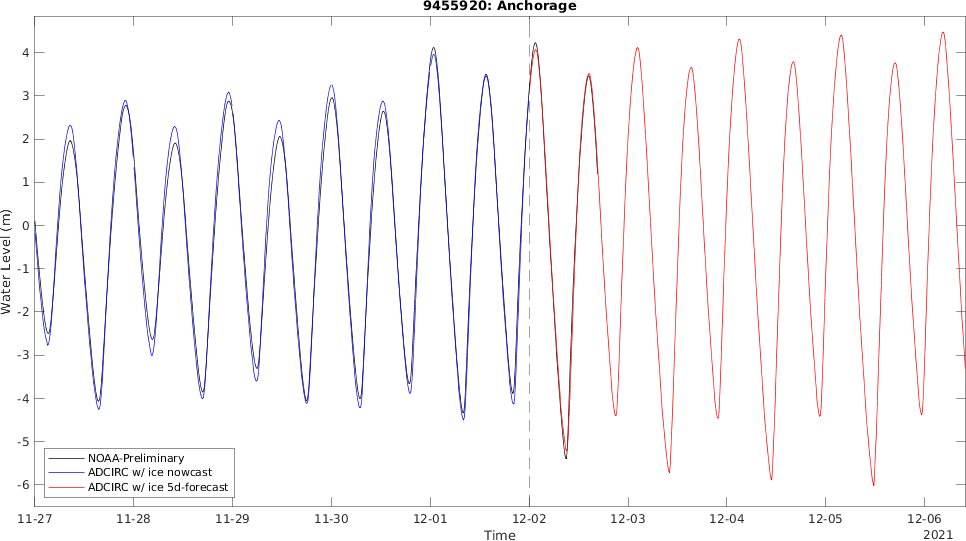 9455920: Anchorage
Water Level (m)
4
3
2
1
0
-1
-2
-3
-4
-5
-6
NOAA-Preliminary
ADCIRC w/ ice nowcast
ADCIRC w/ ice 5d-forecast
11-27 11-28 11-29 11-30 12-01 12-02 12-03 12-04 12-05 12-06
Time
2021